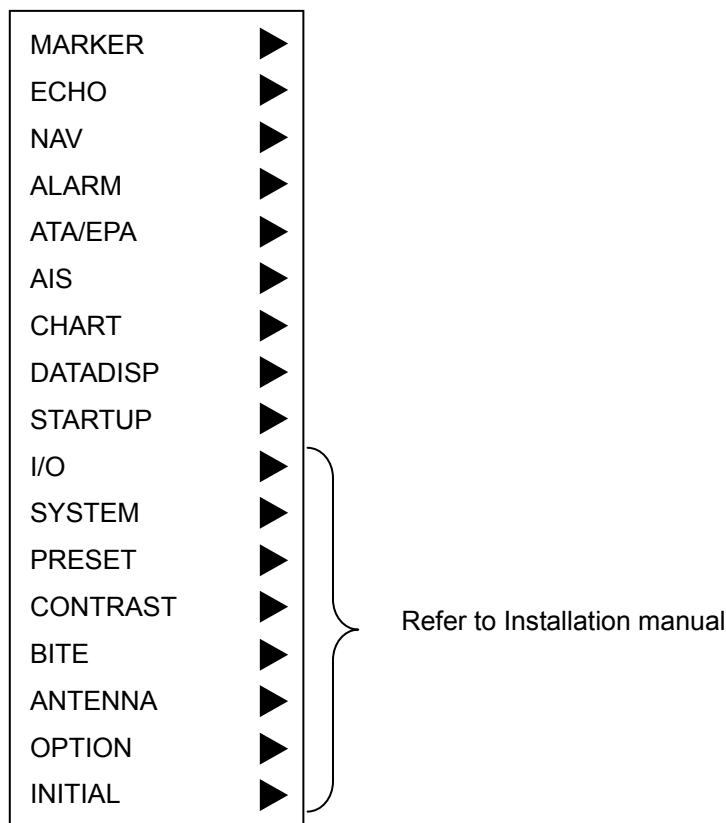 MARKER
ECHO
NAV
ALARM
ATA/EPA
AIS
CHART
DATADISP
STARTUP
I/O
SYSTEM
PRESET
CONTRAST
BITE
ANTENNA
OPTION
INITIAL
Refer to Installation manual